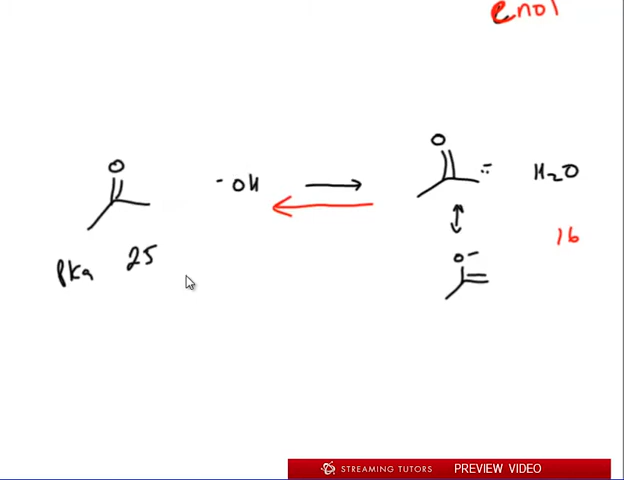 enol
O
O
-OH
H2O
16
O-
Pka 25
STREAMING TUTORS PREVIEW VIDEO